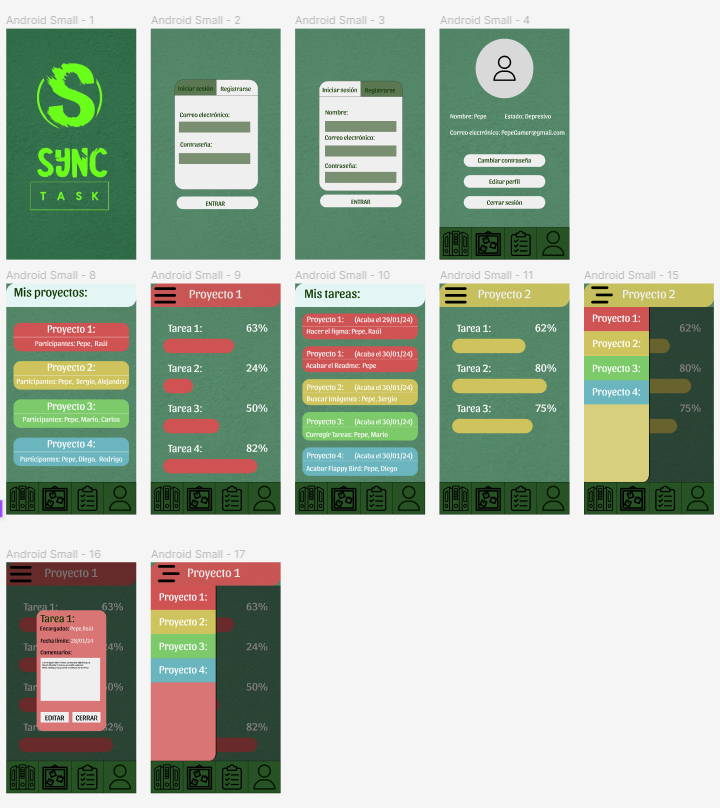 Android Small - 1
SYNC
TASK
Android Small - 2
Iniciar sesión
Registrarse
Correo electrónico:
Contraseña:
ENTRAR
Android Small - 3
Iniciar sesión
Registrarse
Nombre:
Correo electrónico:
Contraseña:
ENTRAR
Android Small - 4
Nombre: Pepe
Estado: Depresivo
Correo electrónico: PepeGamer@gmail.com
Cambiar contraseña
Editar perfil
Cerrar sesión
Android Small - 8
Mis proyectos:
Proyecto 1:
Participantes: Pepe, Raúl
Proyecto 2:
Participantes: Pepe, Sergio, Alejandro
Proyecto 3:
Participantes: Pepe, Mario, Carlos
Proyecto 4:
Participantes: Pepe, Diego, Rodrigo
Android Small - 9
Proyecto 1
Tarea 1: 63%
Tarea 2: 24%
Tarea 3: 50%
Tarea 4: 82%
Android Small - 10
Mis tareas:
Proyecto 1: (Acaba el 29/01/24)
Hacer el figma: Pepe, Raúl
Proyecto 1: (Acaba el 30/01/24)
Acabar el Readme: Pepe
Proyecto 2: (Acaba el 30/01/24)
Buscar imágenes : Pepe, Sergio
Proyecto 3: (Acaba el 30/01/24)
Corregir Tareas: Pepe, Mario
Proyecto 4: (Acaba el 30/01/24)
Acabar Flappy Bird: Pepe, Diego
Android Small - 11
Proyecto 2
Tarea 1: 62%
Tarea 2: 80%
Tarea 3: 75%
Android Small - 15
Proyecto 2
Proyecto 1:
Proyecto 2:
Proyecto 3:
Proyecto 4:
62%
80%
75%
Android Small - 16
Proyecto 1
Tarea 1: 63%
Tarea 1:
Encargados: Pepe,Raúl
Fecha límite: 28/01/24
Comentarios:
EDITAR
CERRAR
Android Small - 17
Proyecto 1
Proyecto 1:
Proyecto 2:
Proyecto 3:
Proyecto 4:
63%
24%
50%
82%